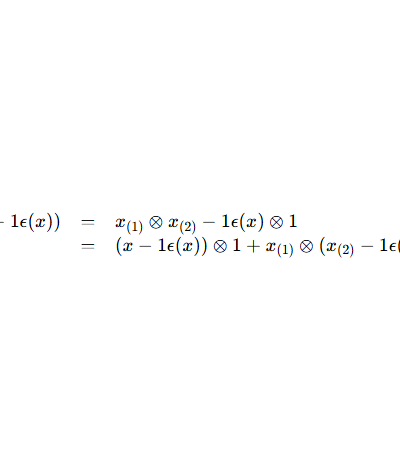 - 1ϵ(x)) = x₍₁₎ ⊗ x₍₂₎ − 1ϵ(x) ⊗ 1
= (x − 1ϵ(x)) ⊗ 1 + x₍₁₎ ⊗ (x₍₂₎ − 1ϵ(